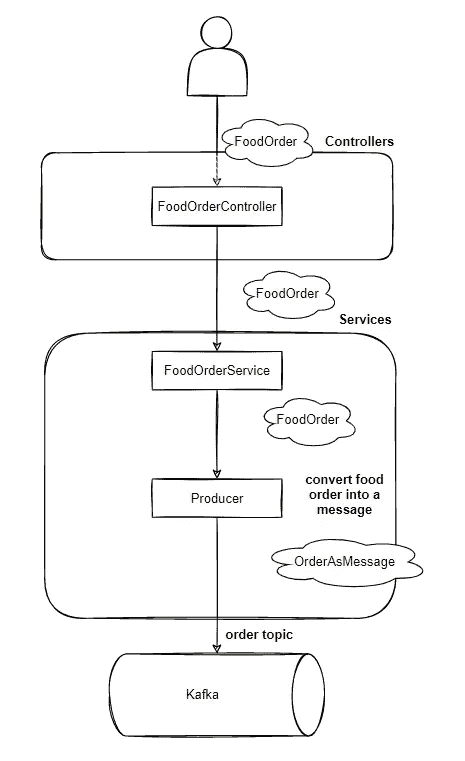 FoodOrder
Controllers
FoodOrderController
FoodOrder
Services
FoodOrderService
FoodOrder
convert food
order into a
message
Producer
OrderAsMessage
order topic
Kafka